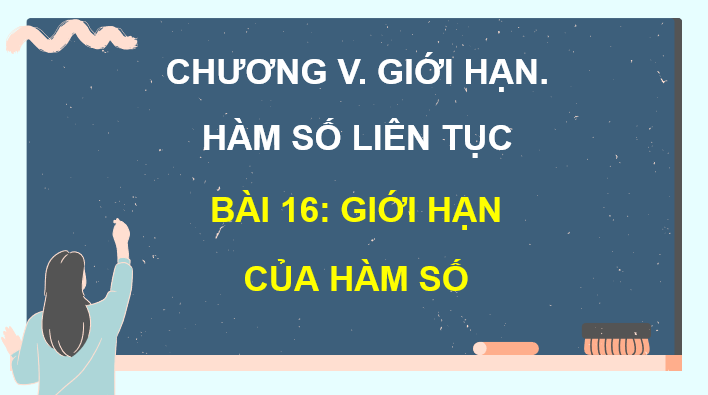 CHƯƠNG V. GIỚI HẠN.
HÀM SỐ LIÊN TỤC
BÀI 16: GIỚI HẠN
CỦA HÀM SỐ